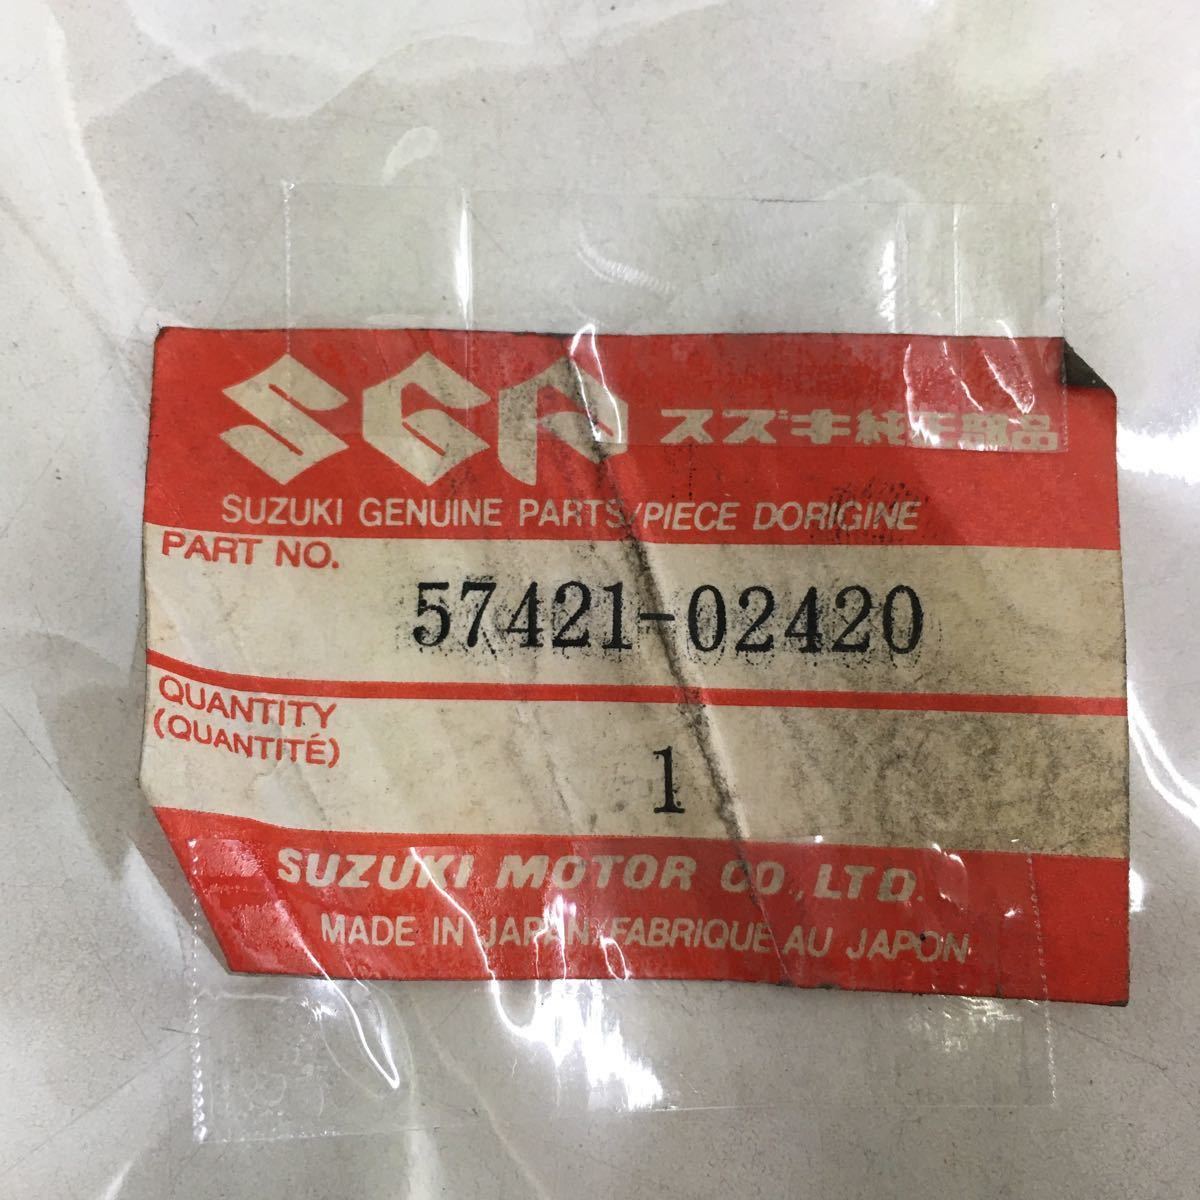 SGP スズキ純正部品
SUZUKI GENUINE PARTS/PIECE DORIGINE
PART NO.
57421-02420
QUANTITY
(QUANTITÉ)
1
SUZUKI MOTOR CO.,LTD.
MADE IN JAPAN/FABRIQUE AU JAPON